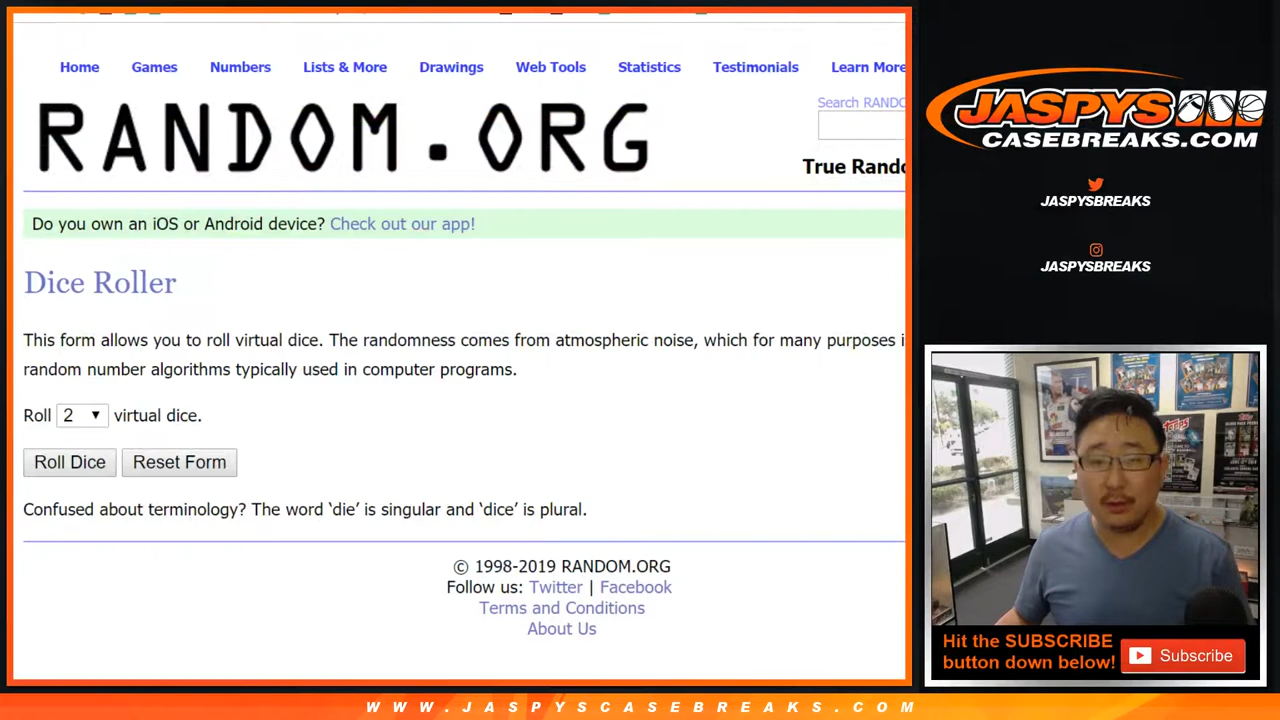 Home Games Numbers Lists & More Drawings Web Tools Statistics Testimonials Learn More
RANDOM.ORG
Search RANDO
True Rando
Do you own an iOS or Android device? Check out our app!
Dice Roller
This form allows you to roll virtual dice. The randomness comes from atmospheric noise, which for many purposes i
random number algorithms typically used in computer programs.
Roll 2 virtual dice.
Roll Dice Reset Form
Confused about terminology? The word ‘die’ is singular and ‘dice’ is plural.
© 1998-2019 RANDOM.ORG
Follow us: Twitter | Facebook
Terms and Conditions
About Us
JASPYS
CASEBREAKS.COM
JASPYSBREAKS
JASPYSBREAKS
topps
Hit the SUBSCRIBE
button down below!
Subscribe
WWW.JASPYSCASEBREAKS.COM